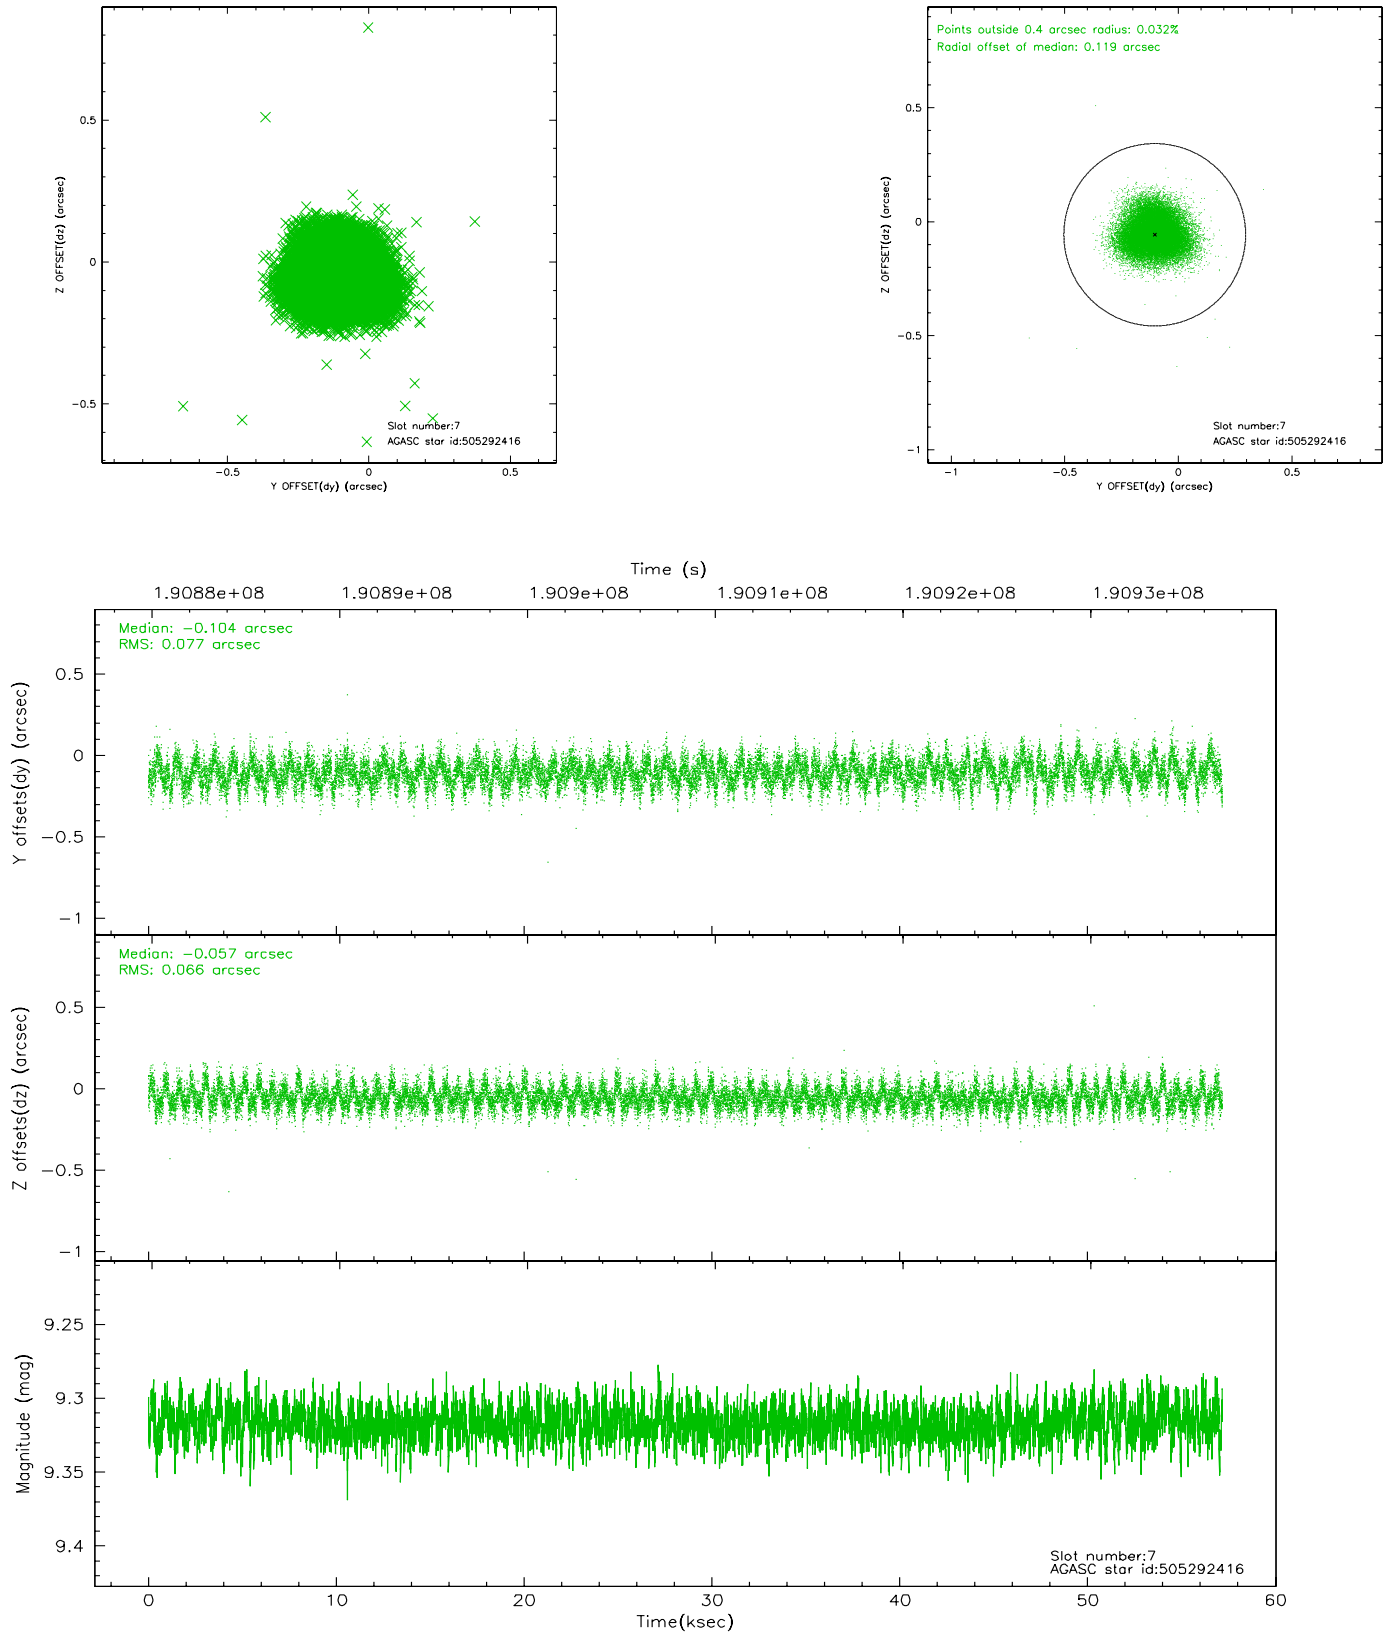 0.5
0
−0.5
Z OFFSET(dz) (arcsec)
Slot number:7
AGASC star id:505292416
−0.5 0 0.5
Y OFFSET(dy) (arcsec)
Points outside 0.4 arcsec radius: 0.032%
Radial offset of median: 0.119 arcsec
0.5
0
−0.5
−1
Z OFFSET(dz) (arcsec)
Slot number:7
AGASC star id:505292416
−1 −0.5 0 0.5
Y OFFSET(dy) (arcsec)
Time (s)
1.9088e+08 1.9089e+08 1.909e+08 1.9091e+08 1.9092e+08 1.9093e+08
Median: −0.104 arcsec
RMS: 0.077 arcsec
0.5
0
−0.5
−1
Y offsets(dy) (arcsec)
Median: −0.057 arcsec
RMS: 0.066 arcsec
0.5
0
−0.5
−1
Z offsets(dz) (arcsec)
9.25
9.3
9.35
9.4
Magnitude (mag)
Slot number:7
AGASC star id:505292416
0 10 20 30 40 50 60
Time(ksec)